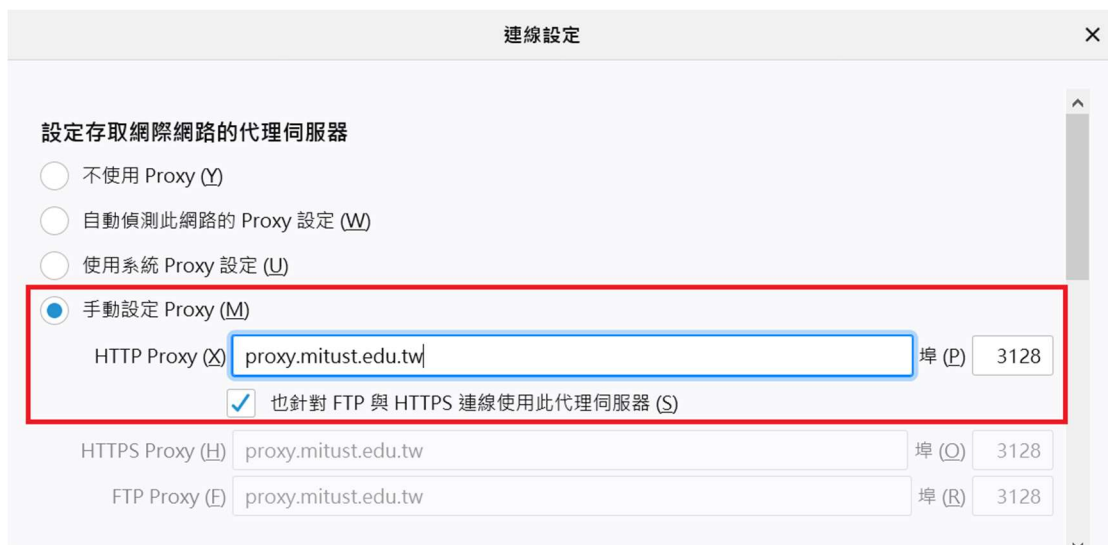 連線設定
設定存取網際網路的代理伺服器
不使用 Proxy (Y)
自動偵測此網路的 Proxy 設定 (W)
使用系統 Proxy 設定 (U)
手動設定 Proxy (M)
HTTP Proxy (X) proxy.mitust.edu.tw 埠 (P) 3128
也針對 FTP 與 HTTPS 連線使用此代理伺服器 (S)
HTTPS Proxy (H) proxy.mitust.edu.tw 埠 (O) 3128
FTP Proxy (F) proxy.mitust.edu.tw 埠 (R) 3128